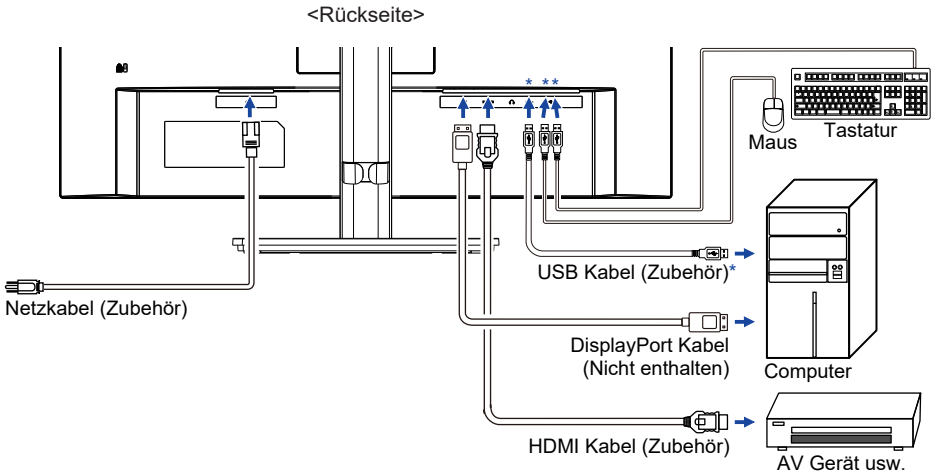 <Rückseite>
* **
Maus
Tastatur
USB Kabel (Zubehör)*
Netzkabel (Zubehör)
DisplayPort Kabel
(Nicht enthalten)
Computer
HDMI Kabel (Zubehör)
AV Gerät usw.